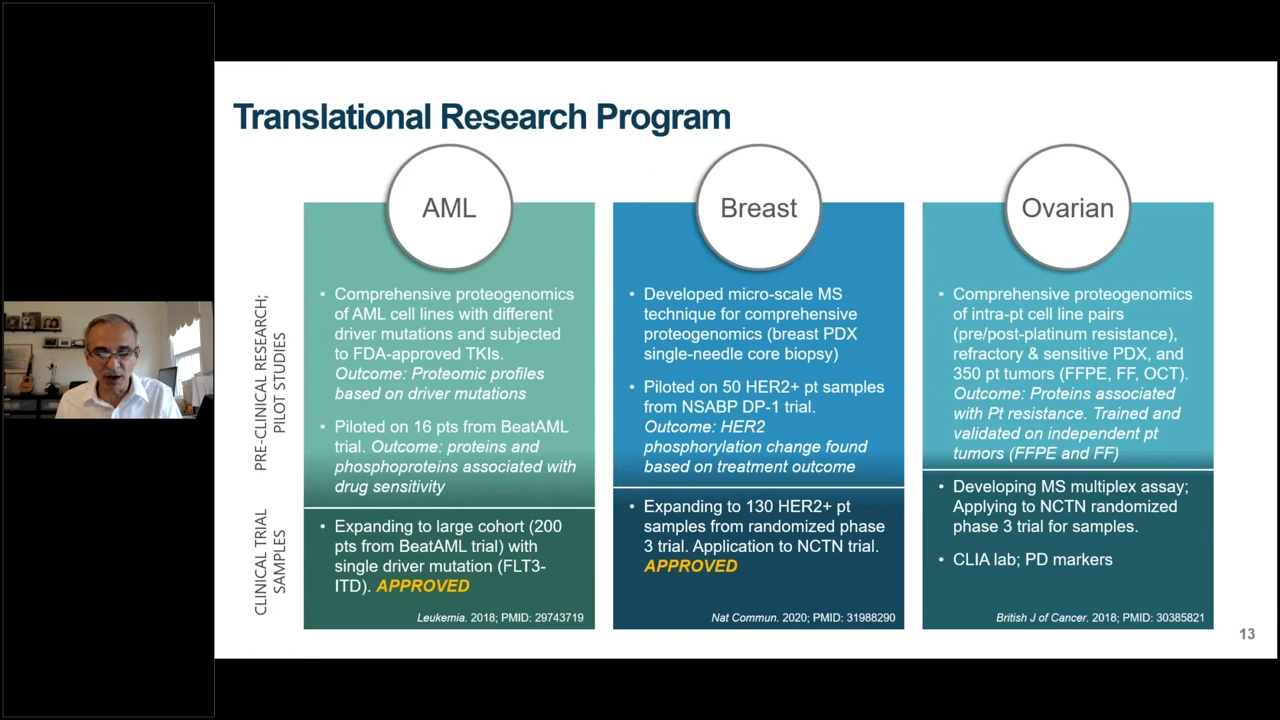 Translational Research Program
PRE-CLINICAL RESEARCH;
PILOT STUDIES
CLINICAL TRIAL
SAMPLES
AML
• Comprehensive proteogenomics
of AML cell lines with different
driver mutations and subjected
to FDA-approved TKIs.
Outcome: Proteomic profiles
based on driver mutations
• Piloted on 16 pts from BeatAML
trial. Outcome: proteins and
phosphoproteins associated with
drug sensitivity
• Expanding to large cohort (200
pts from BeatAML trial) with
single driver mutation (FLT3-
ITD). APPROVED
Leukemia. 2018; PMID: 29743719
Breast
• Developed micro-scale MS
technique for comprehensive
proteogenomics (breast PDX
single-needle core biopsy)
• Piloted on 50 HER2+ pt samples
from NSABP DP-1 trial.
Outcome: HER2
phosphorylation change found
based on treatment outcome
• Expanding to 130 HER2+ pt
samples from randomized phase
3 trial. Application to NCTN trial.
APPROVED
Nat Commun. 2020; PMID: 31988290
Ovarian
• Comprehensive proteogenomics
of intra-pt cell line pairs
(pre/post-platinum resistance),
refractory & sensitive PDX, and
350 pt tumors (FFPE, FF, OCT).
Outcome: Proteins associated
with Pt resistance. Trained and
validated on independent pt
tumors (FFPE and FF)
• Developing MS multiplex assay;
Applying to NCTN randomized
phase 3 trial for samples.
• CLIA lab; PD markers
British J of Cancer. 2018; PMID: 30385821
13